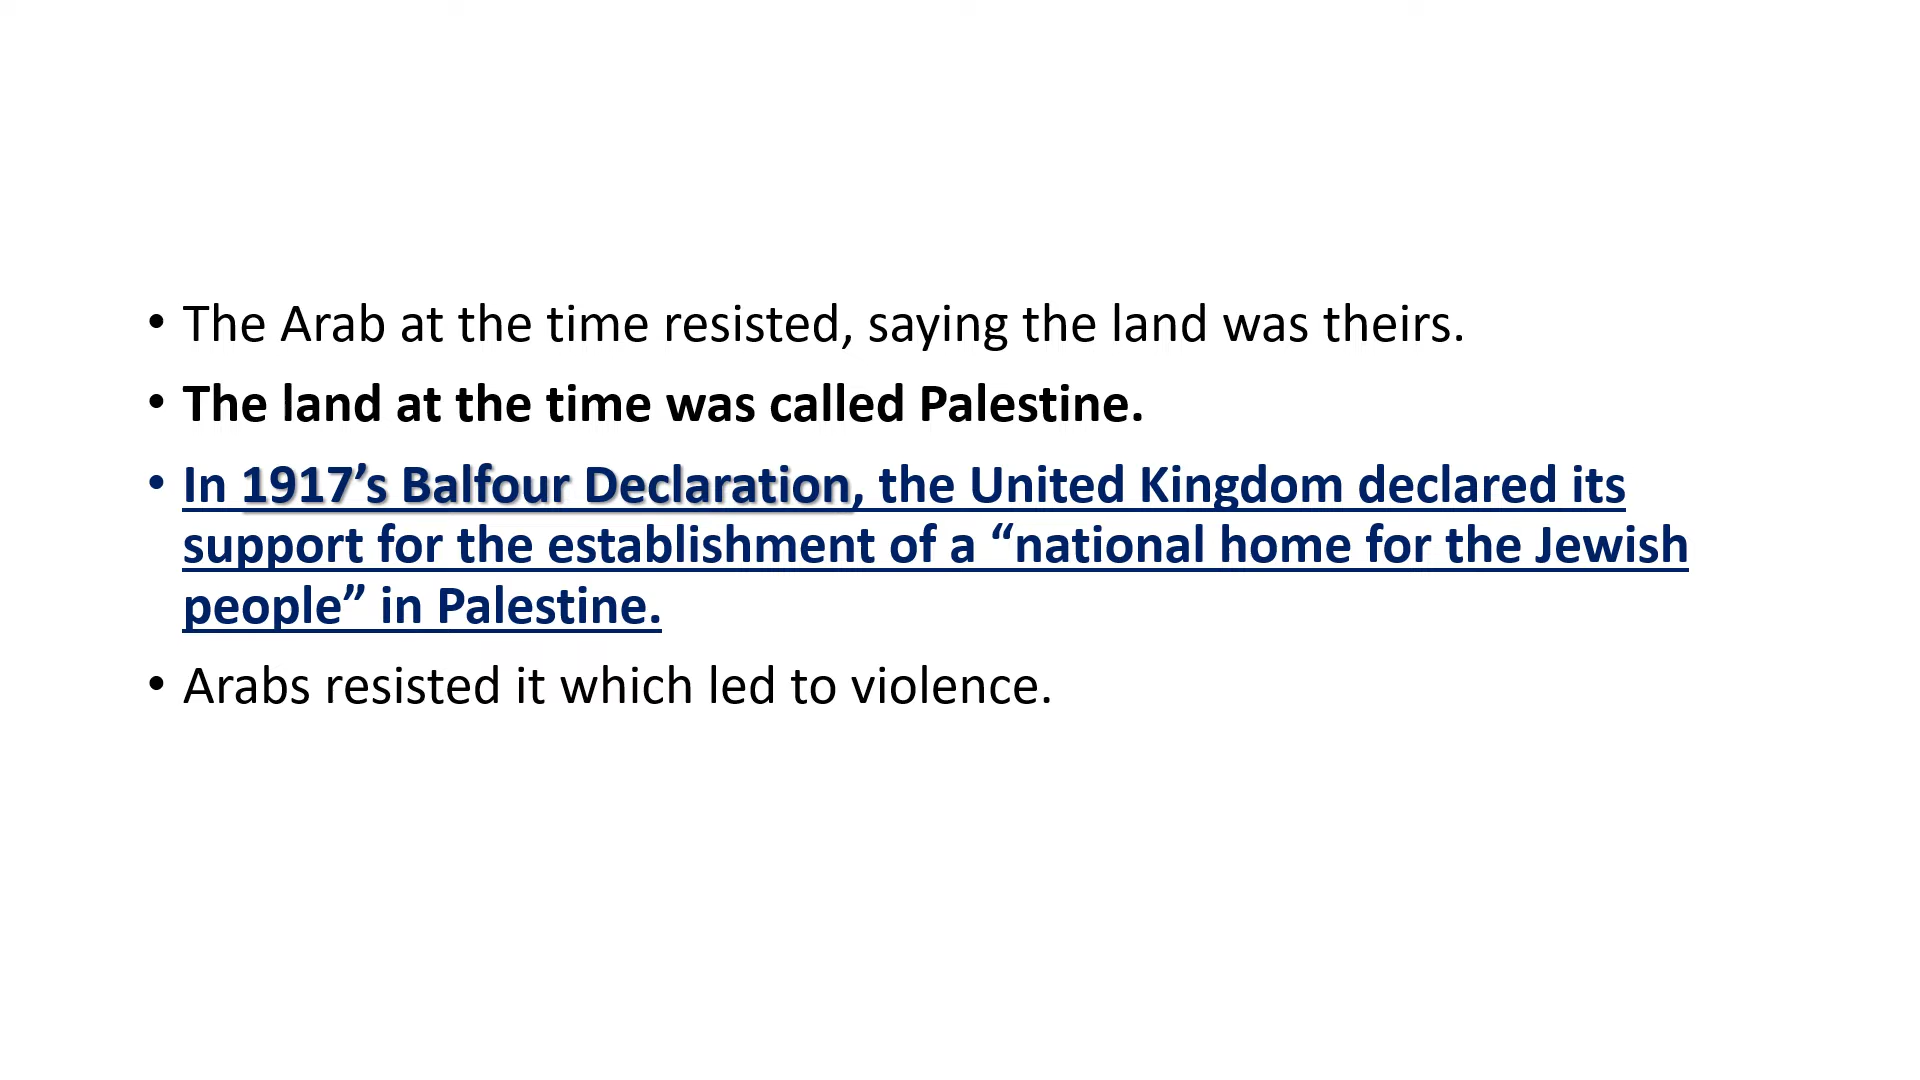 • The Arab at the time resisted, saying the land was theirs.
• The land at the time was called Palestine.
• In 1917’s Balfour Declaration, the United Kingdom declared its
support for the establishment of a “national home for the Jewish
people” in Palestine.
• Arabs resisted it which led to violence.